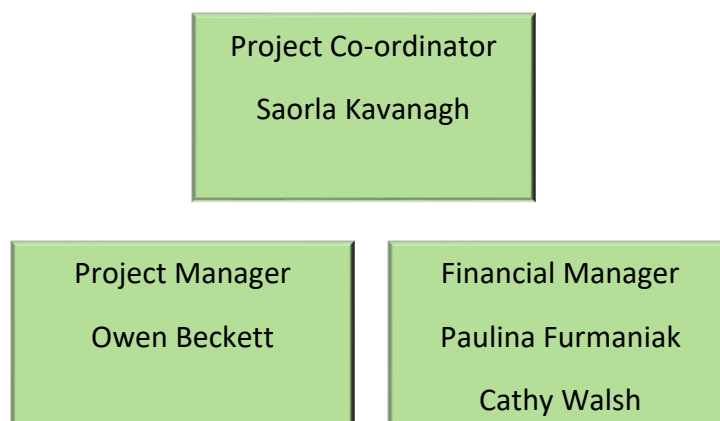 Project Co-ordinator
Saorla Kavanagh
Project Manager
Owen Beckett
Financial Manager
Paulina Furmaniak
Cathy Walsh